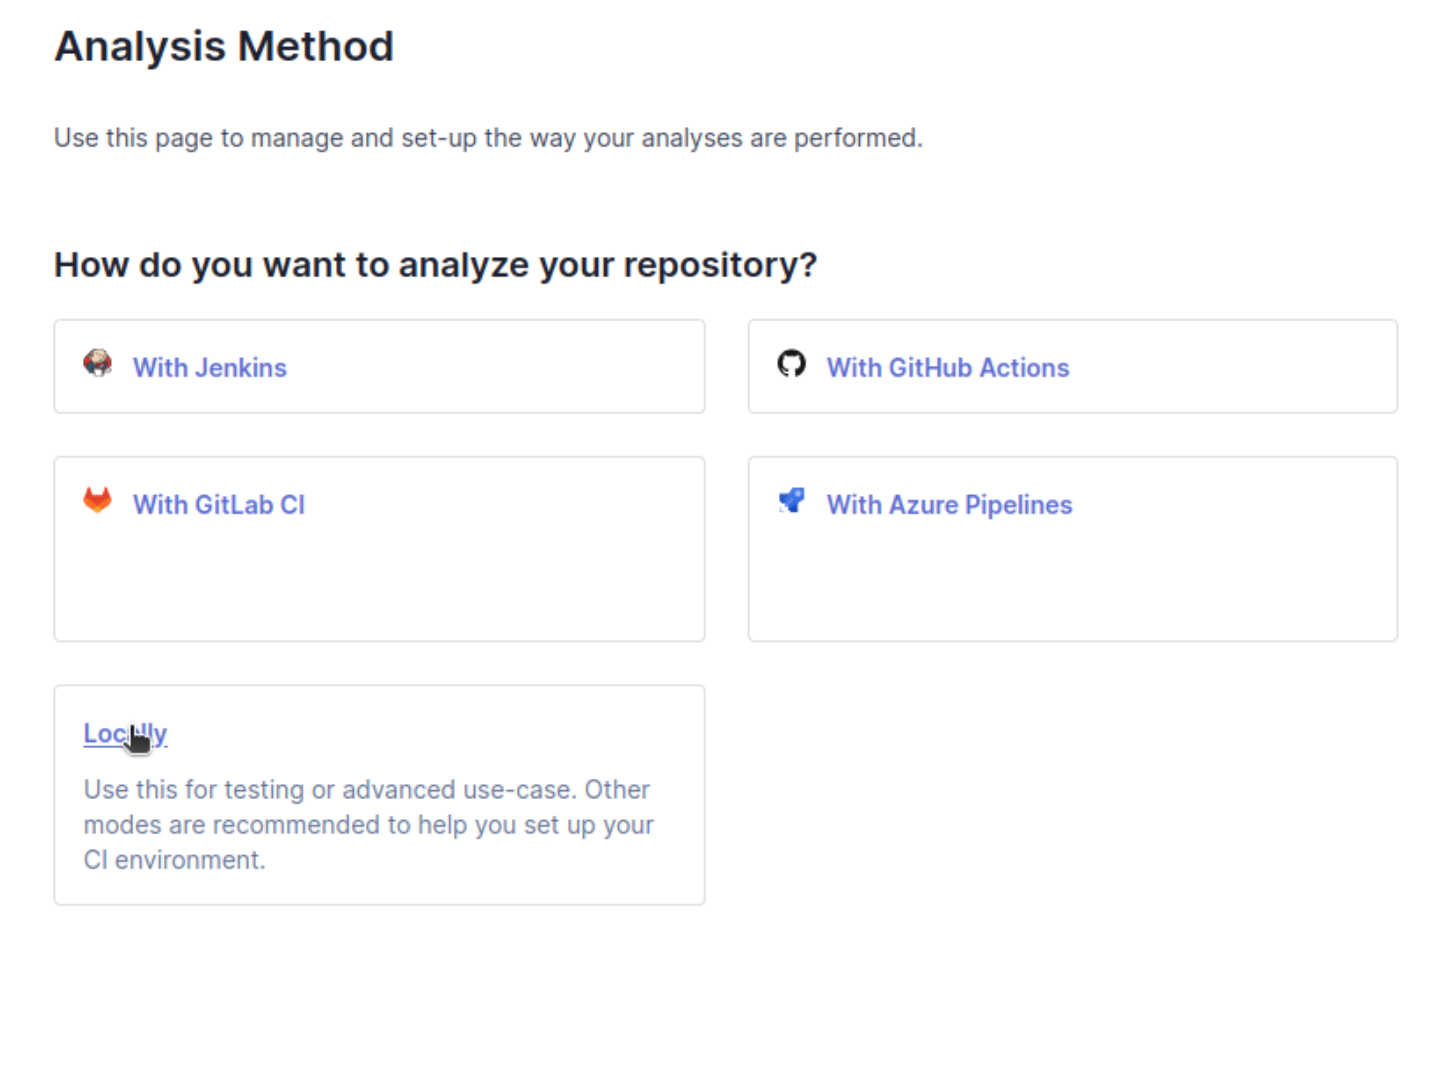 Analysis Method
Use this page to manage and set-up the way your analyses are performed.
How do you want to analyze your repository?
With Jenkins
With GitHub Actions
With GitLab CI
With Azure Pipelines
Locally
Use this for testing or advanced use-case. Other
modes are recommended to help you set up your
CI environment.